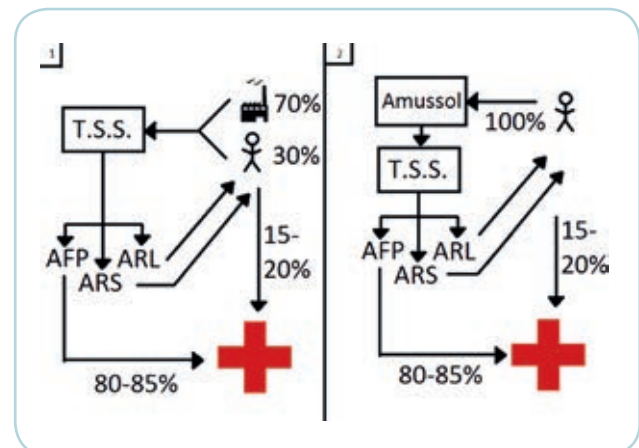 1
70%
T.S.S.
30%
AFP ARL
ARS
15-
20%
80-85%
2
Amussol
100%
T.S.S.
AFP ARL
ARS
15-
20%
80-85%